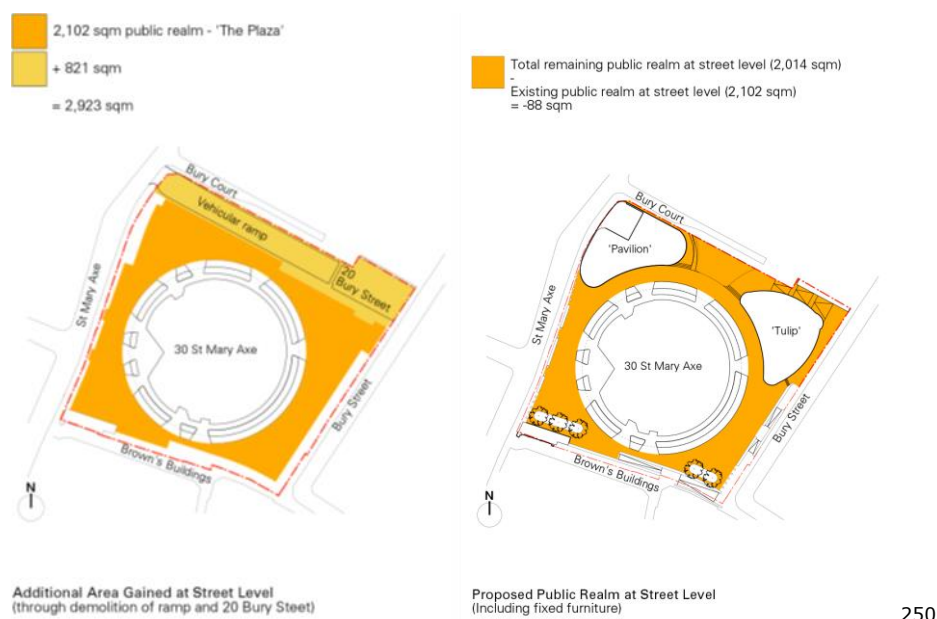 2,102 sqm public realm - 'The Plaza'
+ 821 sqm
= 2,923 sqm
Bury Court
Vehicular ramp
20
Bury Street
St Mary Axe
30 St Mary Axe
Bury Street
Brown's Buildings
N
Additional Area Gained at Street Level
(through demolition of ramp and 20 Bury Steet)
Total remaining public realm at street level (2,014 sqm)
-
Existing public realm at street level (2,102 sqm)
= -88 sqm
Bury Court
'Pavilion'
St Mary Axe
'Tulip'
30 St Mary Axe
Bury Street
Brown's Buildings
N
Proposed Public Realm at Street Level
(Including fixed furniture)
250